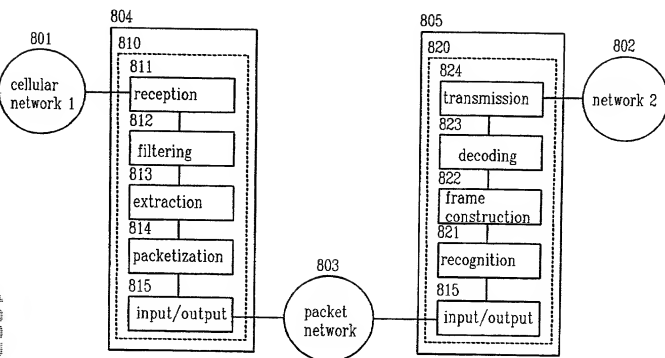 801
cellular
network 1
804
810
811
reception
812
filtering
813
extraction
814
packetization
815
input/output
803
packet
network
805
820
824
transmission
823
decoding
822
frame
construction
821
recognition
815
input/output
802
network 2